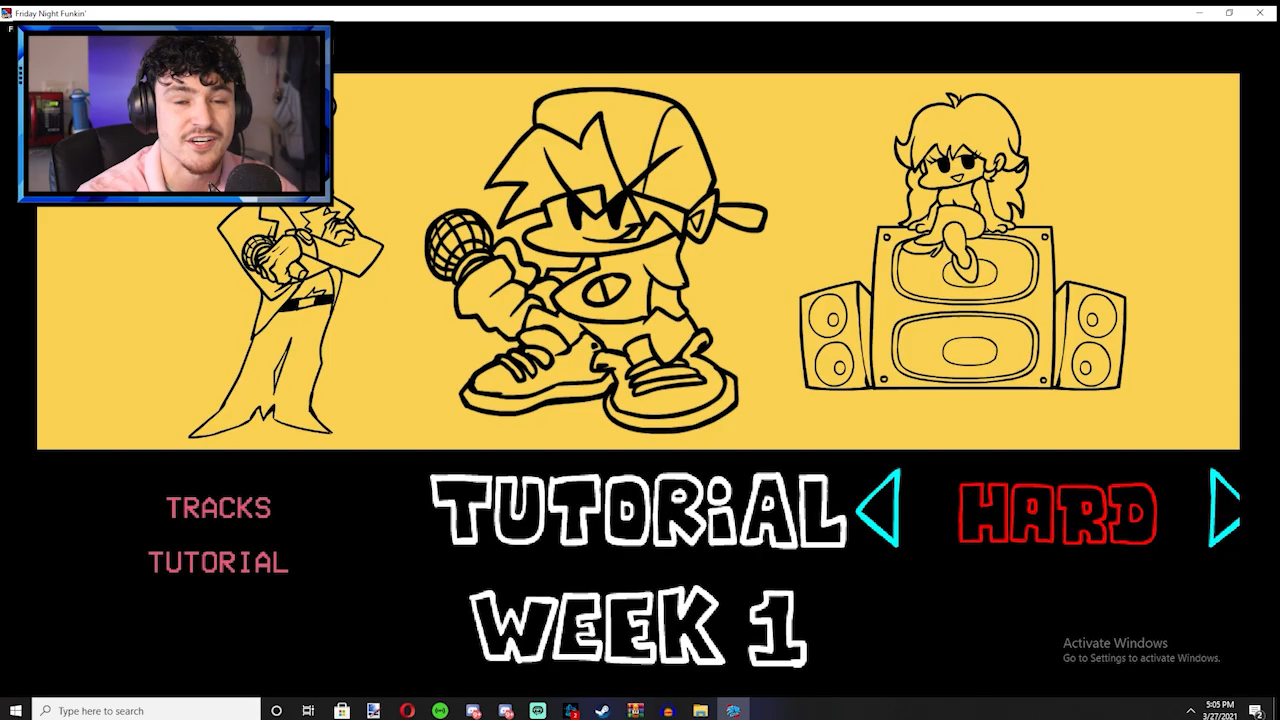 Friday Night Funkin'
F
TRACKS
TUTORIAL
TUTORIAL
HARD
WEEK 1
Activate Windows
Go to Settings to activate Windows.
Type here to search
5:05 PM
3/27/2021
2